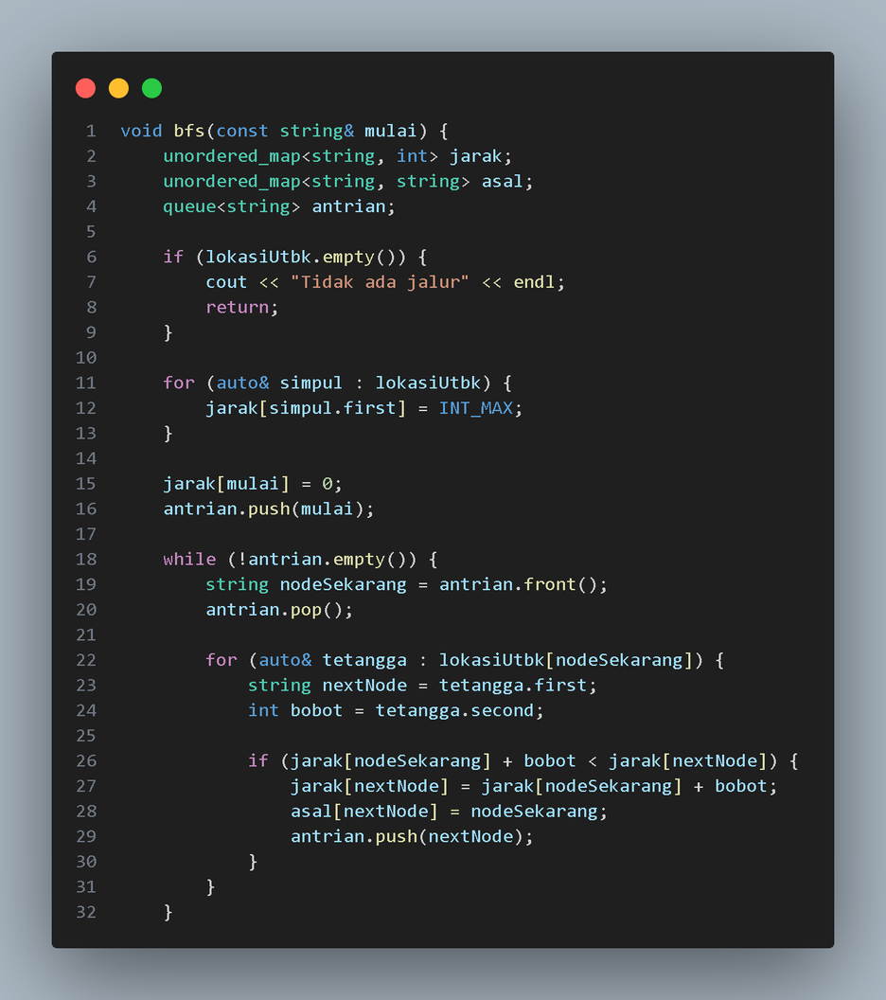 1 void bfs(const string& mulai) {
2     unordered_map<string, int> jarak;
3     unordered_map<string, string> asal;
4     queue<string> antrian;
5
6     if (lokasiUtbk.empty()) {
7         cout << "Tidak ada jalur" << endl;
8         return;
9     }
10
11     for (auto& simpul : lokasiUtbk) {
12         jarak[simpul.first] = INT_MAX;
13     }
14
15     jarak[mulai] = 0;
16     antrian.push(mulai);
17
18     while (!antrian.empty()) {
19         string nodeSekarang = antrian.front();
20         antrian.pop();
21
22         for (auto& tetangga : lokasiUtbk[nodeSekarang]) {
23             string nextNode = tetangga.first;
24             int bobot = tetangga.second;
25
26             if (jarak[nodeSekarang] + bobot < jarak[nextNode]) {
27                 jarak[nextNode] = jarak[nodeSekarang] + bobot;
28                 asal[nextNode] = nodeSekarang;
29                 antrian.push(nextNode);
30             }
31         }
32     }